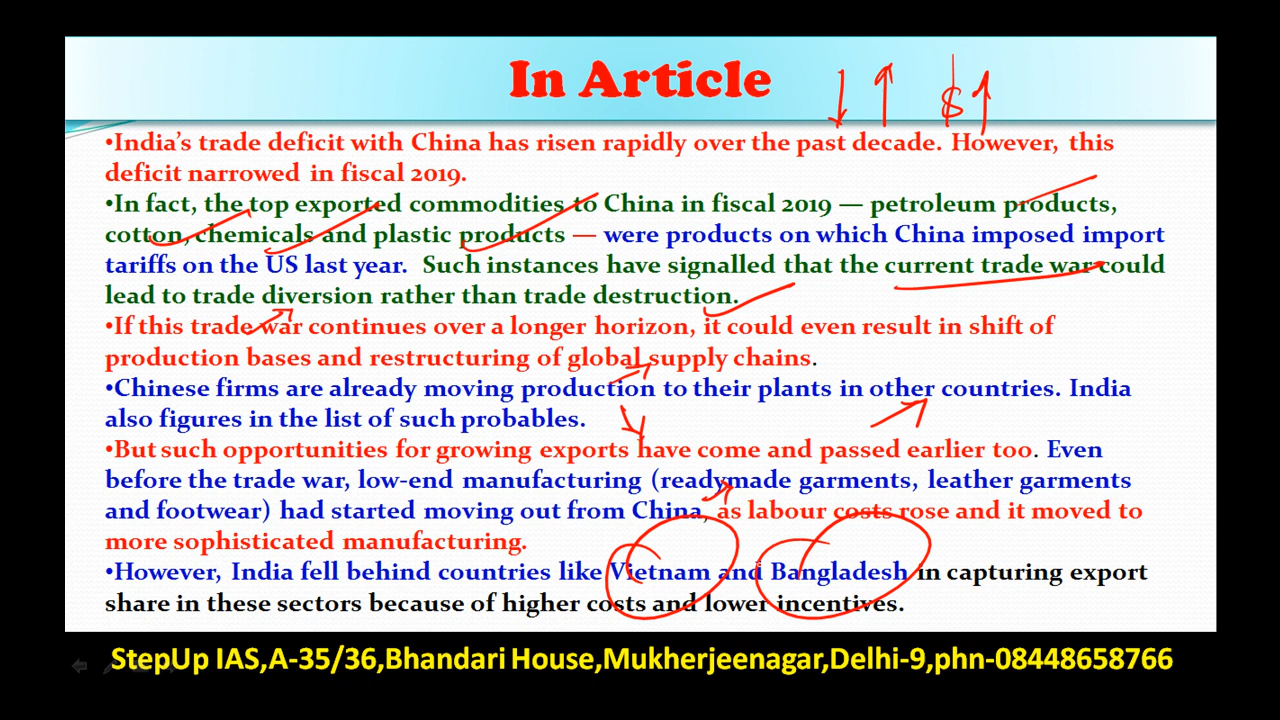 In Article
$
•India's trade deficit with China has risen rapidly over the past decade. However, this
deficit narrowed in fiscal 2019.
•In fact, the top exported commodities to China in fiscal 2019 — petroleum products,
cotton, chemicals and plastic products — were products on which China imposed import
tariffs on the US last year. Such instances have signalled that the current trade war could
lead to trade diversion rather than trade destruction.
•If this trade war continues over a longer horizon, it could even result in shift of
production bases and restructuring of global supply chains.
•Chinese firms are already moving production to their plants in other countries. India
also figures in the list of such probables.
•But such opportunities for growing exports have come and passed earlier too. Even
before the trade war, low-end manufacturing (readymade garments, leather garments
and footwear) had started moving out from China, as labour costs rose and it moved to
more sophisticated manufacturing.
•However, India fell behind countries like Vietnam and Bangladesh in capturing export
share in these sectors because of higher costs and lower incentives.
StepUp IAS,A-35/36,Bhandari House,Mukherjeenagar,Delhi-9,phn-08448658766